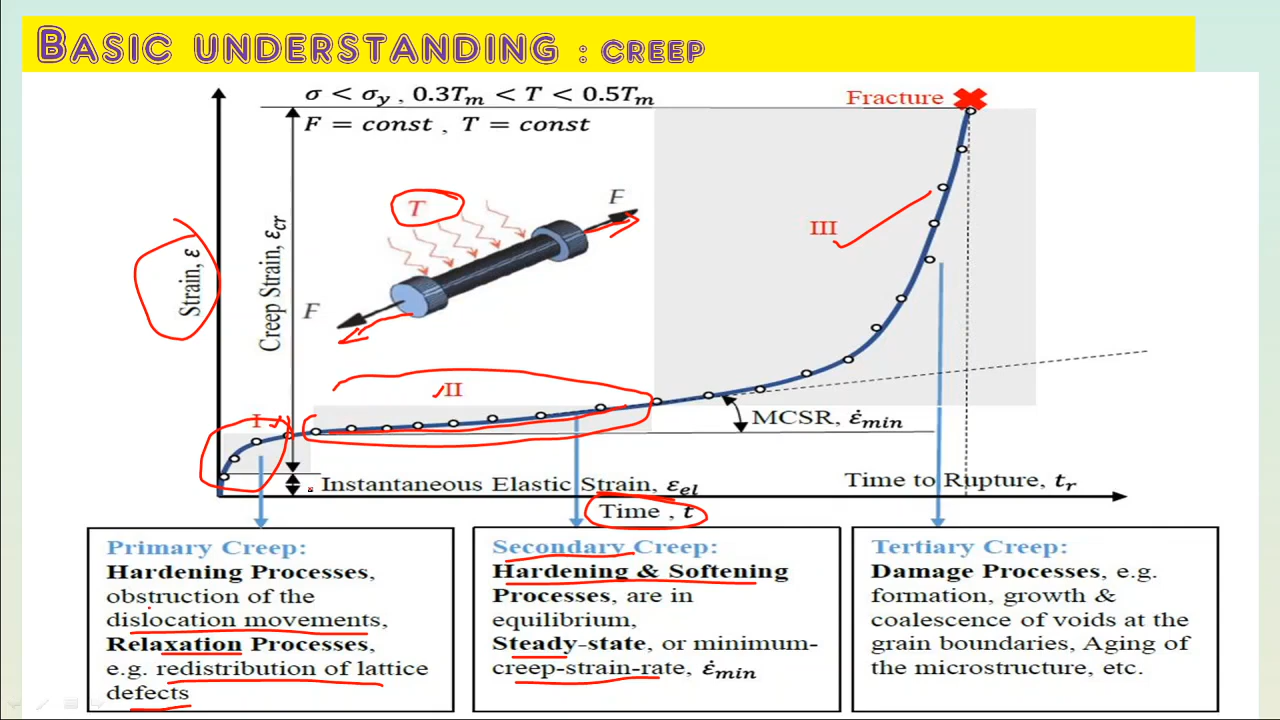 BASIC UNDERSTANDING : CREEP
σ < σy , 0.3Tm < T < 0.5Tm
F = const , T = const
Fracture
T
F
F
III
Strain, ε
Creep Strain, εcr
II
I
MCSR, ε̇min
Instantaneous Elastic Strain, εel
Time to Rupture, tr
Time , t
Primary Creep:
Hardening Processes,
obstruction of the
dislocation movements,
Relaxation Processes,
e.g. redistribution of lattice
defects
Secondary Creep:
Hardening & Softening
Processes, are in
equilibrium,
Steady-state, or minimum-
creep-strain-rate, ε̇min
Tertiary Creep:
Damage Processes, e.g.
formation, growth &
coalescence of voids at the
grain boundaries, Aging of
the microstructure, etc.